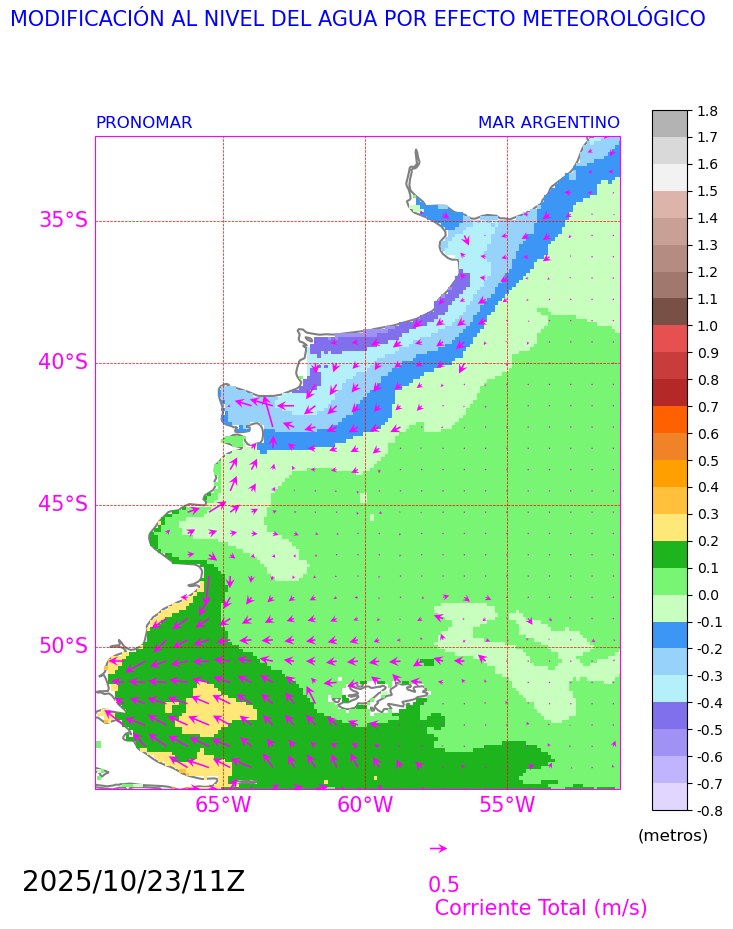 MODIFICACIÓN AL NIVEL DEL AGUA POR EFECTO METEOROLÓGICO
PRONOMAR MAR ARGENTINO
35°S
40°S
45°S
50°S
65°W 60°W 55°W
1.8
1.7
1.6
1.5
1.4
1.3
1.2
1.1
1.0
0.9
0.8
0.7
0.6
0.5
0.4
0.3
0.2
0.1
0.0
-0.1
-0.2
-0.3
-0.4
-0.5
-0.6
-0.7
-0.8
(metros)
2025/10/23/11Z
0.5
Corriente Total (m/s)